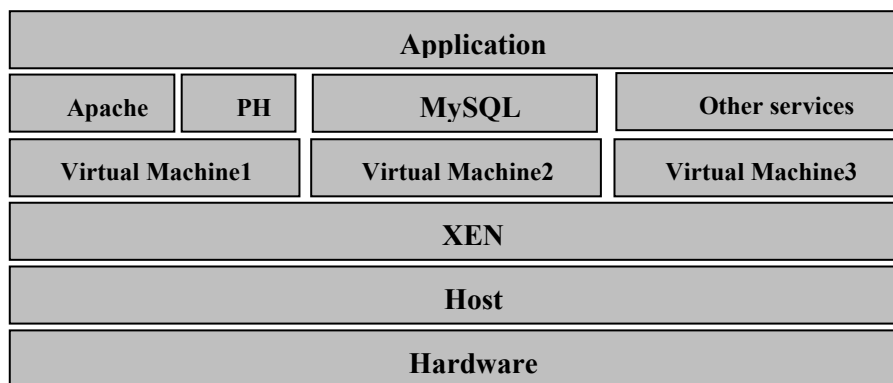 Application
Apache PH MySQL Other services
Virtual Machine1 Virtual Machine2 Virtual Machine3
XEN
Host
Hardware